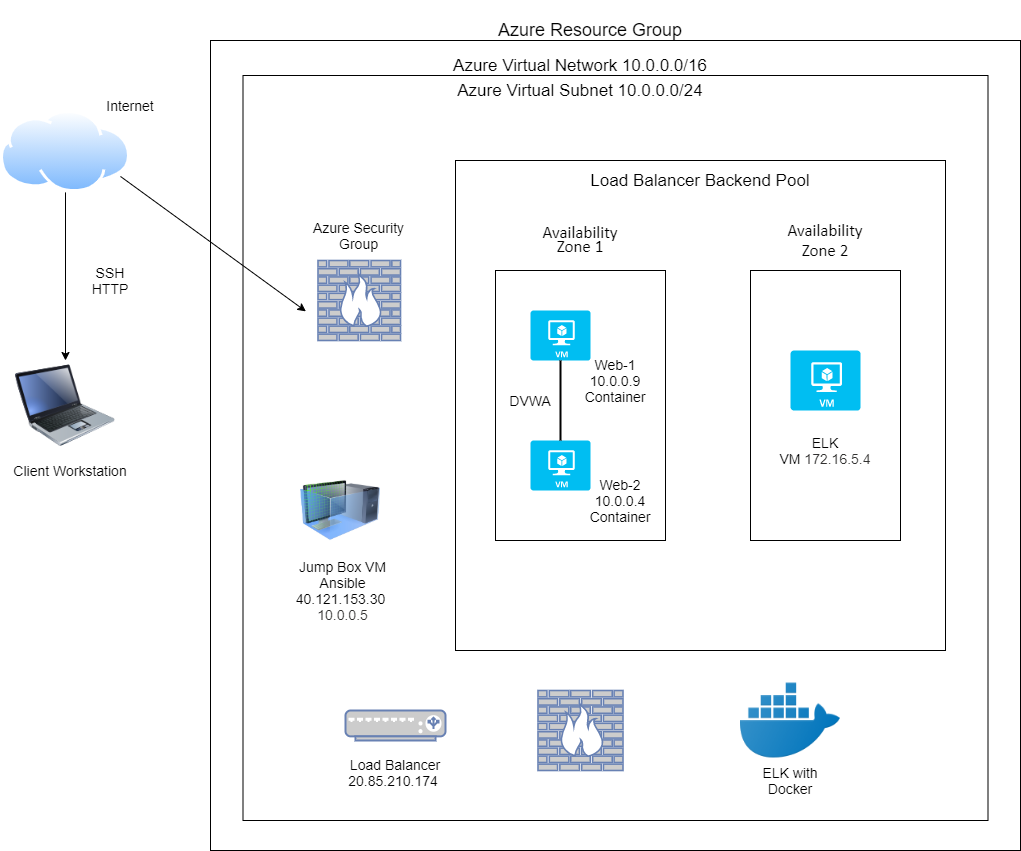 Azure Resource Group
Azure Virtual Network 10.0.0.0/16
Azure Virtual Subnet 10.0.0.0/24
Internet
SSH
HTTP
Client Workstation
Azure Security
Group
Load Balancer Backend Pool
Availability
Zone 1
VM
Web-1
10.0.0.9
Container
DVWA
VM
Web-2
10.0.0.4
Container
Availability
Zone 2
VM
ELK
VM 172.16.5.4
Jump Box VM
Ansible
40.121.153.30
10.0.0.5
Load Balancer
20.85.210.174
ELK with
Docker